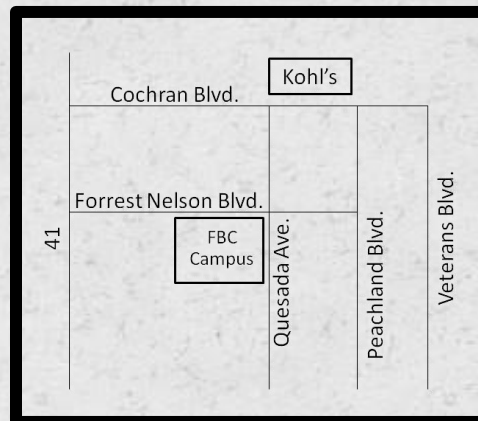 Kohl's
Cochran Blvd.
Forrest Nelson Blvd.
41
FBC
Campus
Quesada Ave.
Peachland Blvd.
Veterans Blvd.